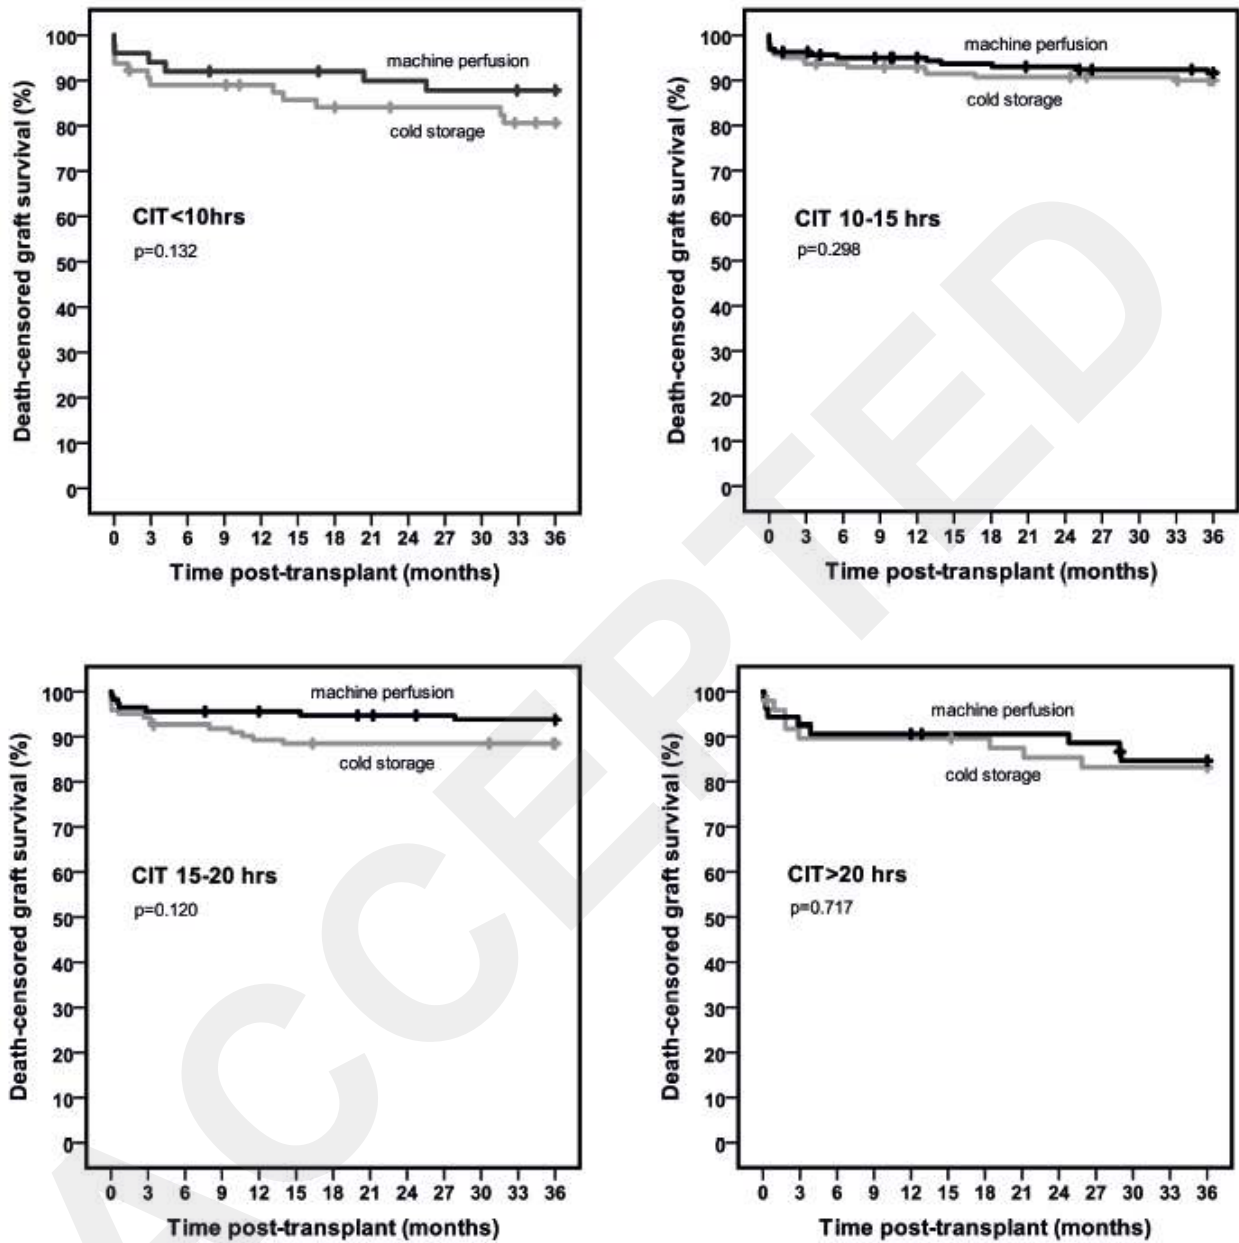 Death-censored graft survival (%)
100
90
80
70
60
50
40
30
20
10
0
machine perfusion
cold storage
CIT<10hrs
p=0.132
0 3 6 9 12 15 18 21 24 27 30 33 36
Time post-transplant (months)
Death-censored graft survival (%)
100
90
80
70
60
50
40
30
20
10
0
machine perfusion
cold storage
CIT 10-15 hrs
p=0.298
0 3 6 9 12 15 18 21 24 27 30 33 36
Time post-transplant (months)
Death-censored graft survival (%)
100
90
80
70
60
50
40
30
20
10
0
machine perfusion
cold storage
CIT 15-20 hrs
p=0.120
0 3 6 9 12 15 18 21 24 27 30 33 36
Time post-transplant (months)
Death-censored graft survival (%)
100
90
80
70
60
50
40
30
20
10
0
machine perfusion
cold storage
CIT>20 hrs
p=0.717
0 3 6 9 12 15 18 21 24 27 30 33 36
Time post-transplant (months)
ACCEPTED